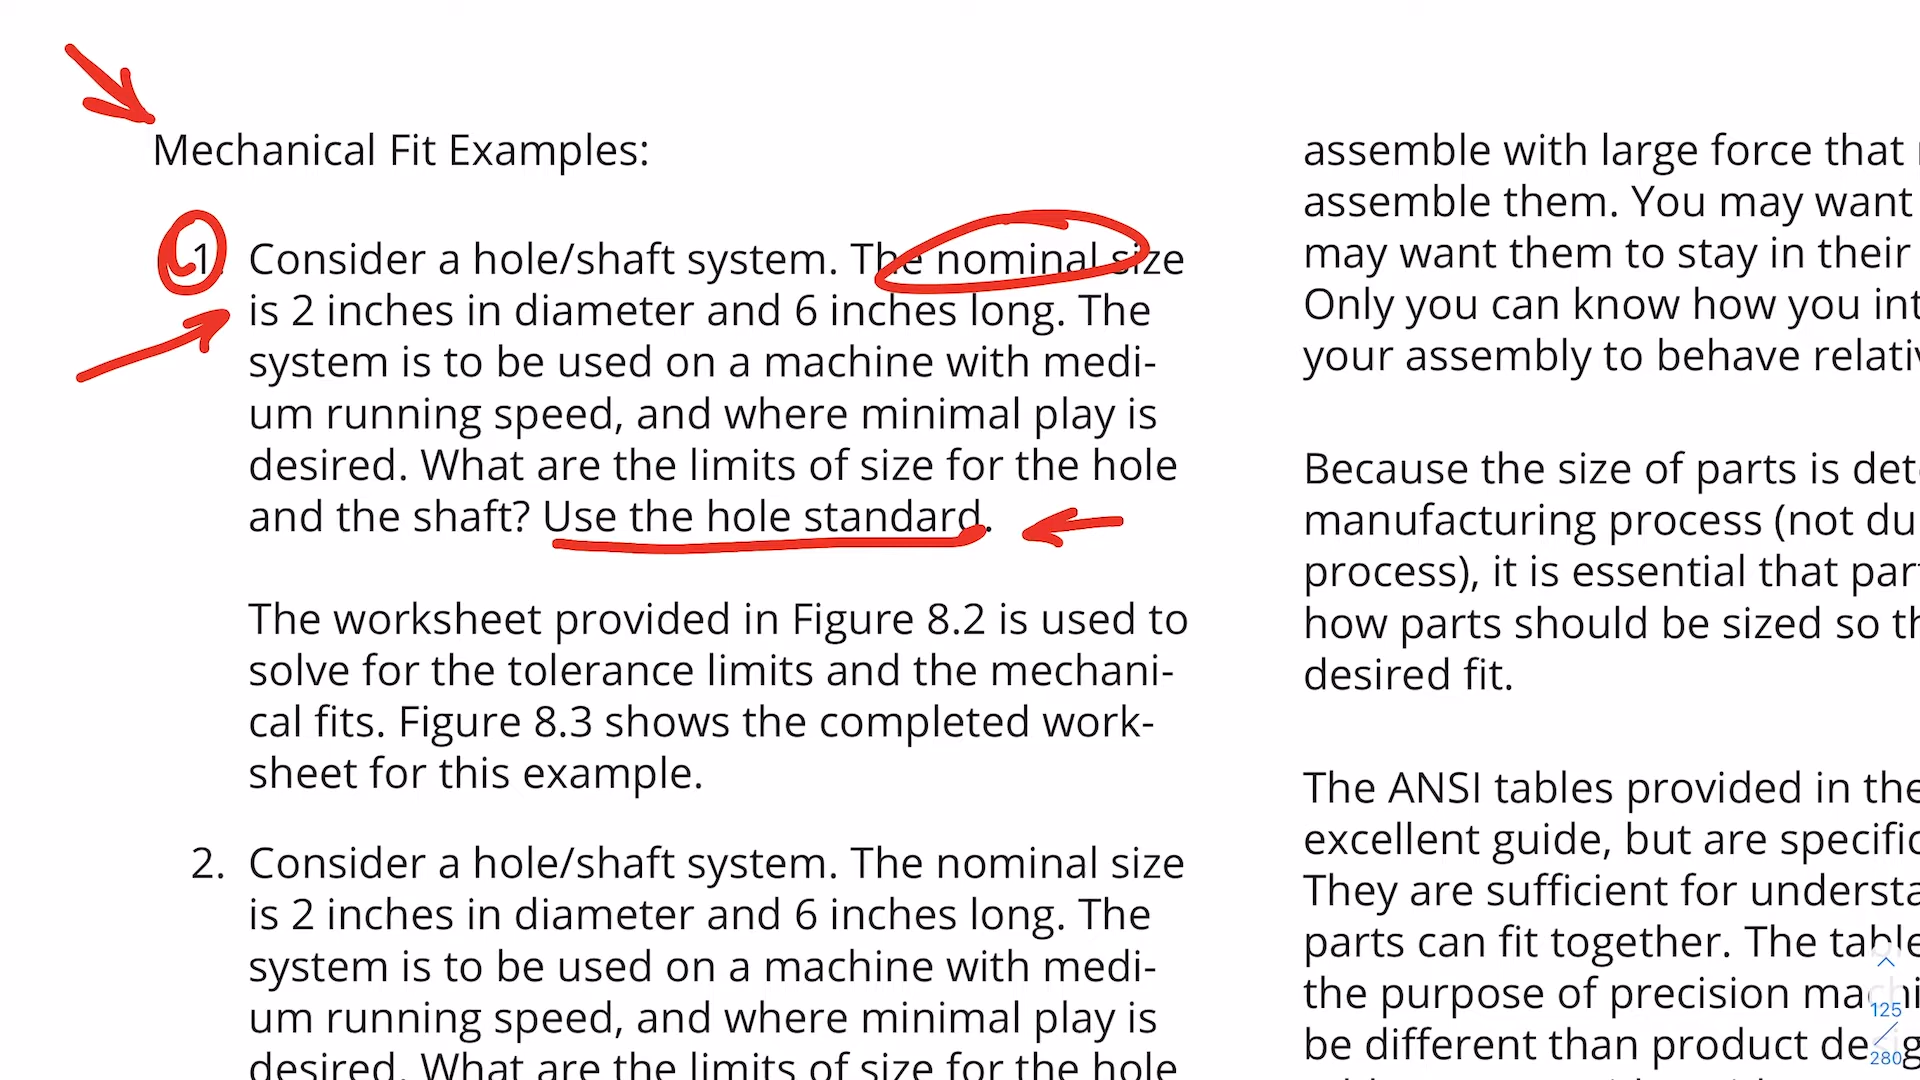 Mechanical Fit Examples:
1. Consider a hole/shaft system. The nominal size
is 2 inches in diameter and 6 inches long. The
system is to be used on a machine with medi-
um running speed, and where minimal play is
desired. What are the limits of size for the hole
and the shaft? Use the hole standard.
The worksheet provided in Figure 8.2 is used to
solve for the tolerance limits and the mechani-
cal fits. Figure 8.3 shows the completed work-
sheet for this example.
2. Consider a hole/shaft system. The nominal size
is 2 inches in diameter and 6 inches long. The
system is to be used on a machine with medi-
um running speed, and where minimal play is
desired. What are the limits of size for the hole
assemble with large force that
assemble them. You may want
may want them to stay in their
Only you can know how you
your assembly to behave
Because the size of parts is
manufacturing process (not
process), it is essential that
how parts should be sized so
desired fit.
The ANSI tables provided in the
excellent guide, but are
They are sufficient for
parts can fit together. The
the purpose of precision
be different than product
125
280